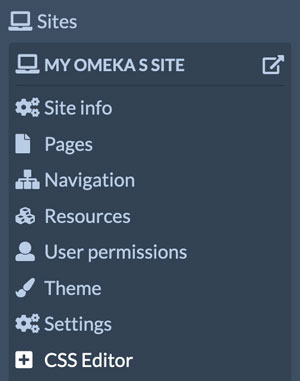 Sites
MY OMEKA S SITE
Site info
Pages
Navigation
Resources
User permissions
Theme
Settings
CSS Editor